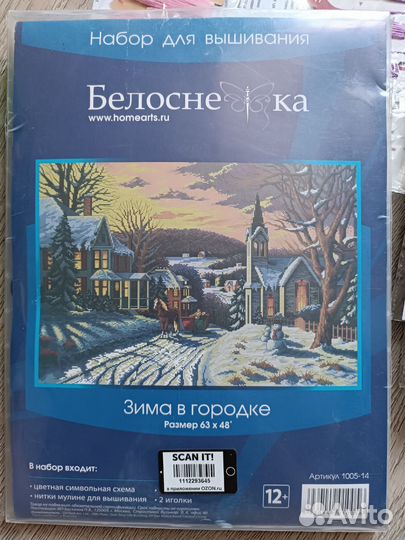 Набор для вышивания
Белоснежка
www.homearts.ru
Зима в городке
Размер 63 х 48*
В набор входит:
• цветная символьная схема
• нитки мулине для вышивания
• 2 иголки
SCAN IT!
1112293645
в приложении OZON.ru
Артикул 1005-14
12+
Avito